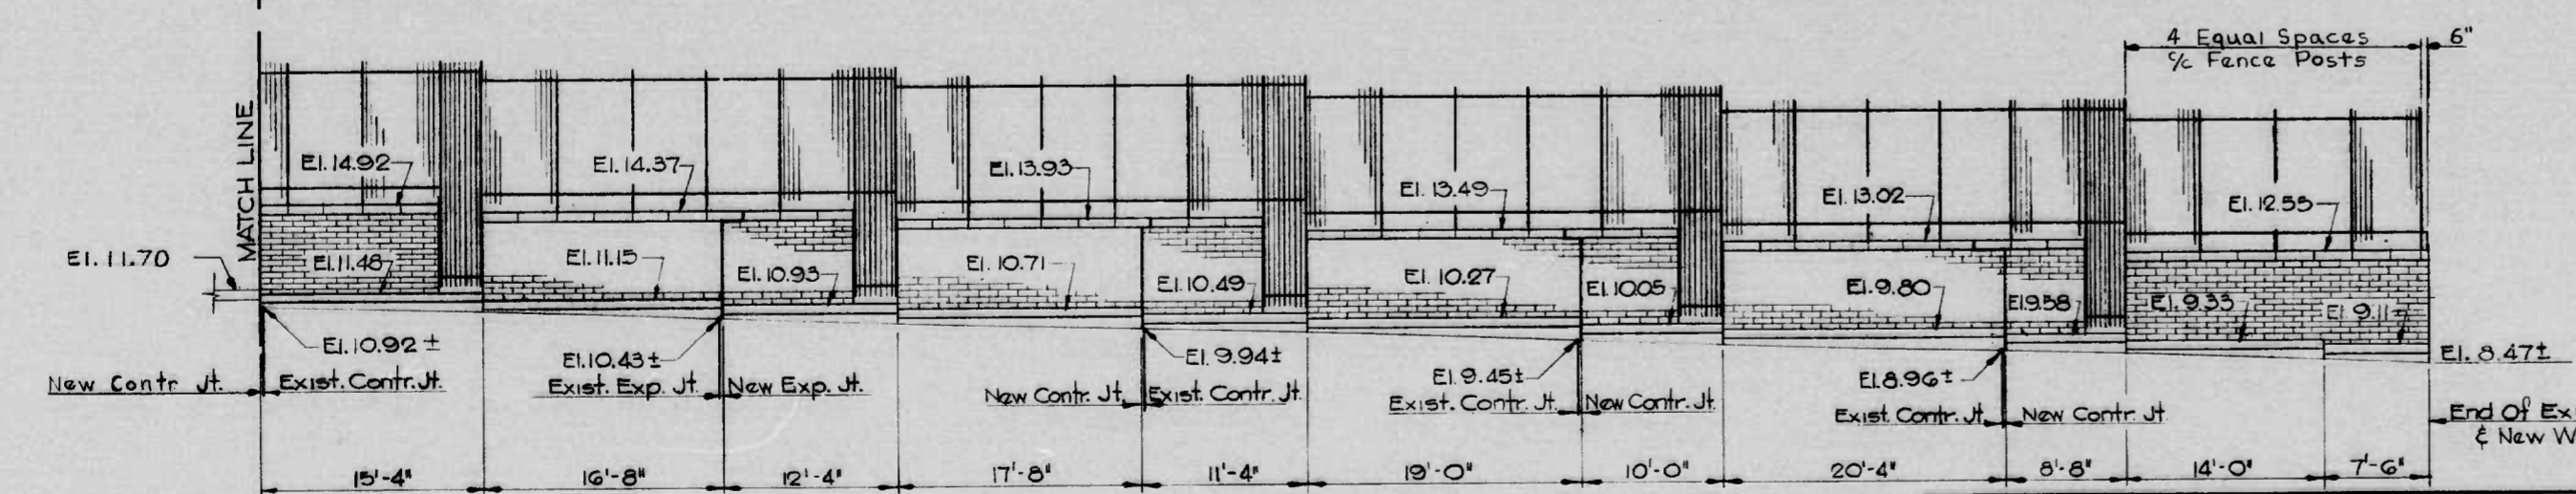 4 Equal Spaces
c/c Fence Posts
6"
MATCH LINE
El. 14.92
El. 14.37
El. 13.93
El. 13.49
El. 13.02
El. 12.55
El. 11.70
El. 11.48
El. 11.15
El. 10.93
El. 10.71
El. 10.49
El. 10.27
El. 10.05
El. 9.80
El. 9.58
El. 9.33
El. 9.11
El. 10.92 ±
El. 10.43 ±
El. 9.94 ±
El. 9.45 ±
El. 8.96 ±
El. 8.47 ±
New Contr Jt.
Exist. Contr. Jt.
Exist. Exp. Jt.
New Exp. Jt.
New Contr. Jt.
Exist. Contr. Jt.
Exist. Contr. Jt.
New Contr. Jt.
Exist. Contr. Jt.
New Contr. Jt.
End Of Ex
& New W
15'-4"
16'-8"
12'-4"
17'-8"
11'-4"
19'-0"
10'-0"
20'-4"
8'-8"
14'-0"
7'-6"